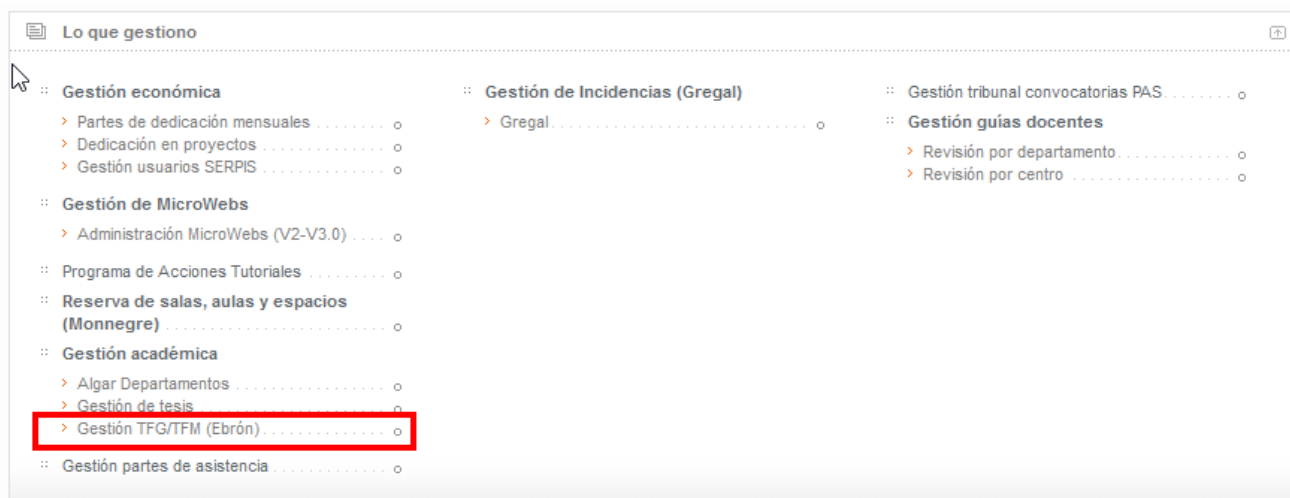 Lo que gestiono
Gestión económica
Partes de dedicación mensuales
Dedicación en proyectos
Gestión usuarios SERPIS
Gestión de MicroWebs
Administración MicroWebs (V2-V3.0)
Programa de Acciones Tutoriales
Reserva de salas, aulas y espacios
(Monnegre)
Gestión académica
Algar Departamentos
Gestión de tesis
Gestión TFG/TFM (Ebrón)
Gestión partes de asistencia
Gestión de Incidencias (Gregal)
Gregal
Gestión tribunal convocatorias PAS
Gestión guías docentes
Revisión por departamento
Revisión por centro